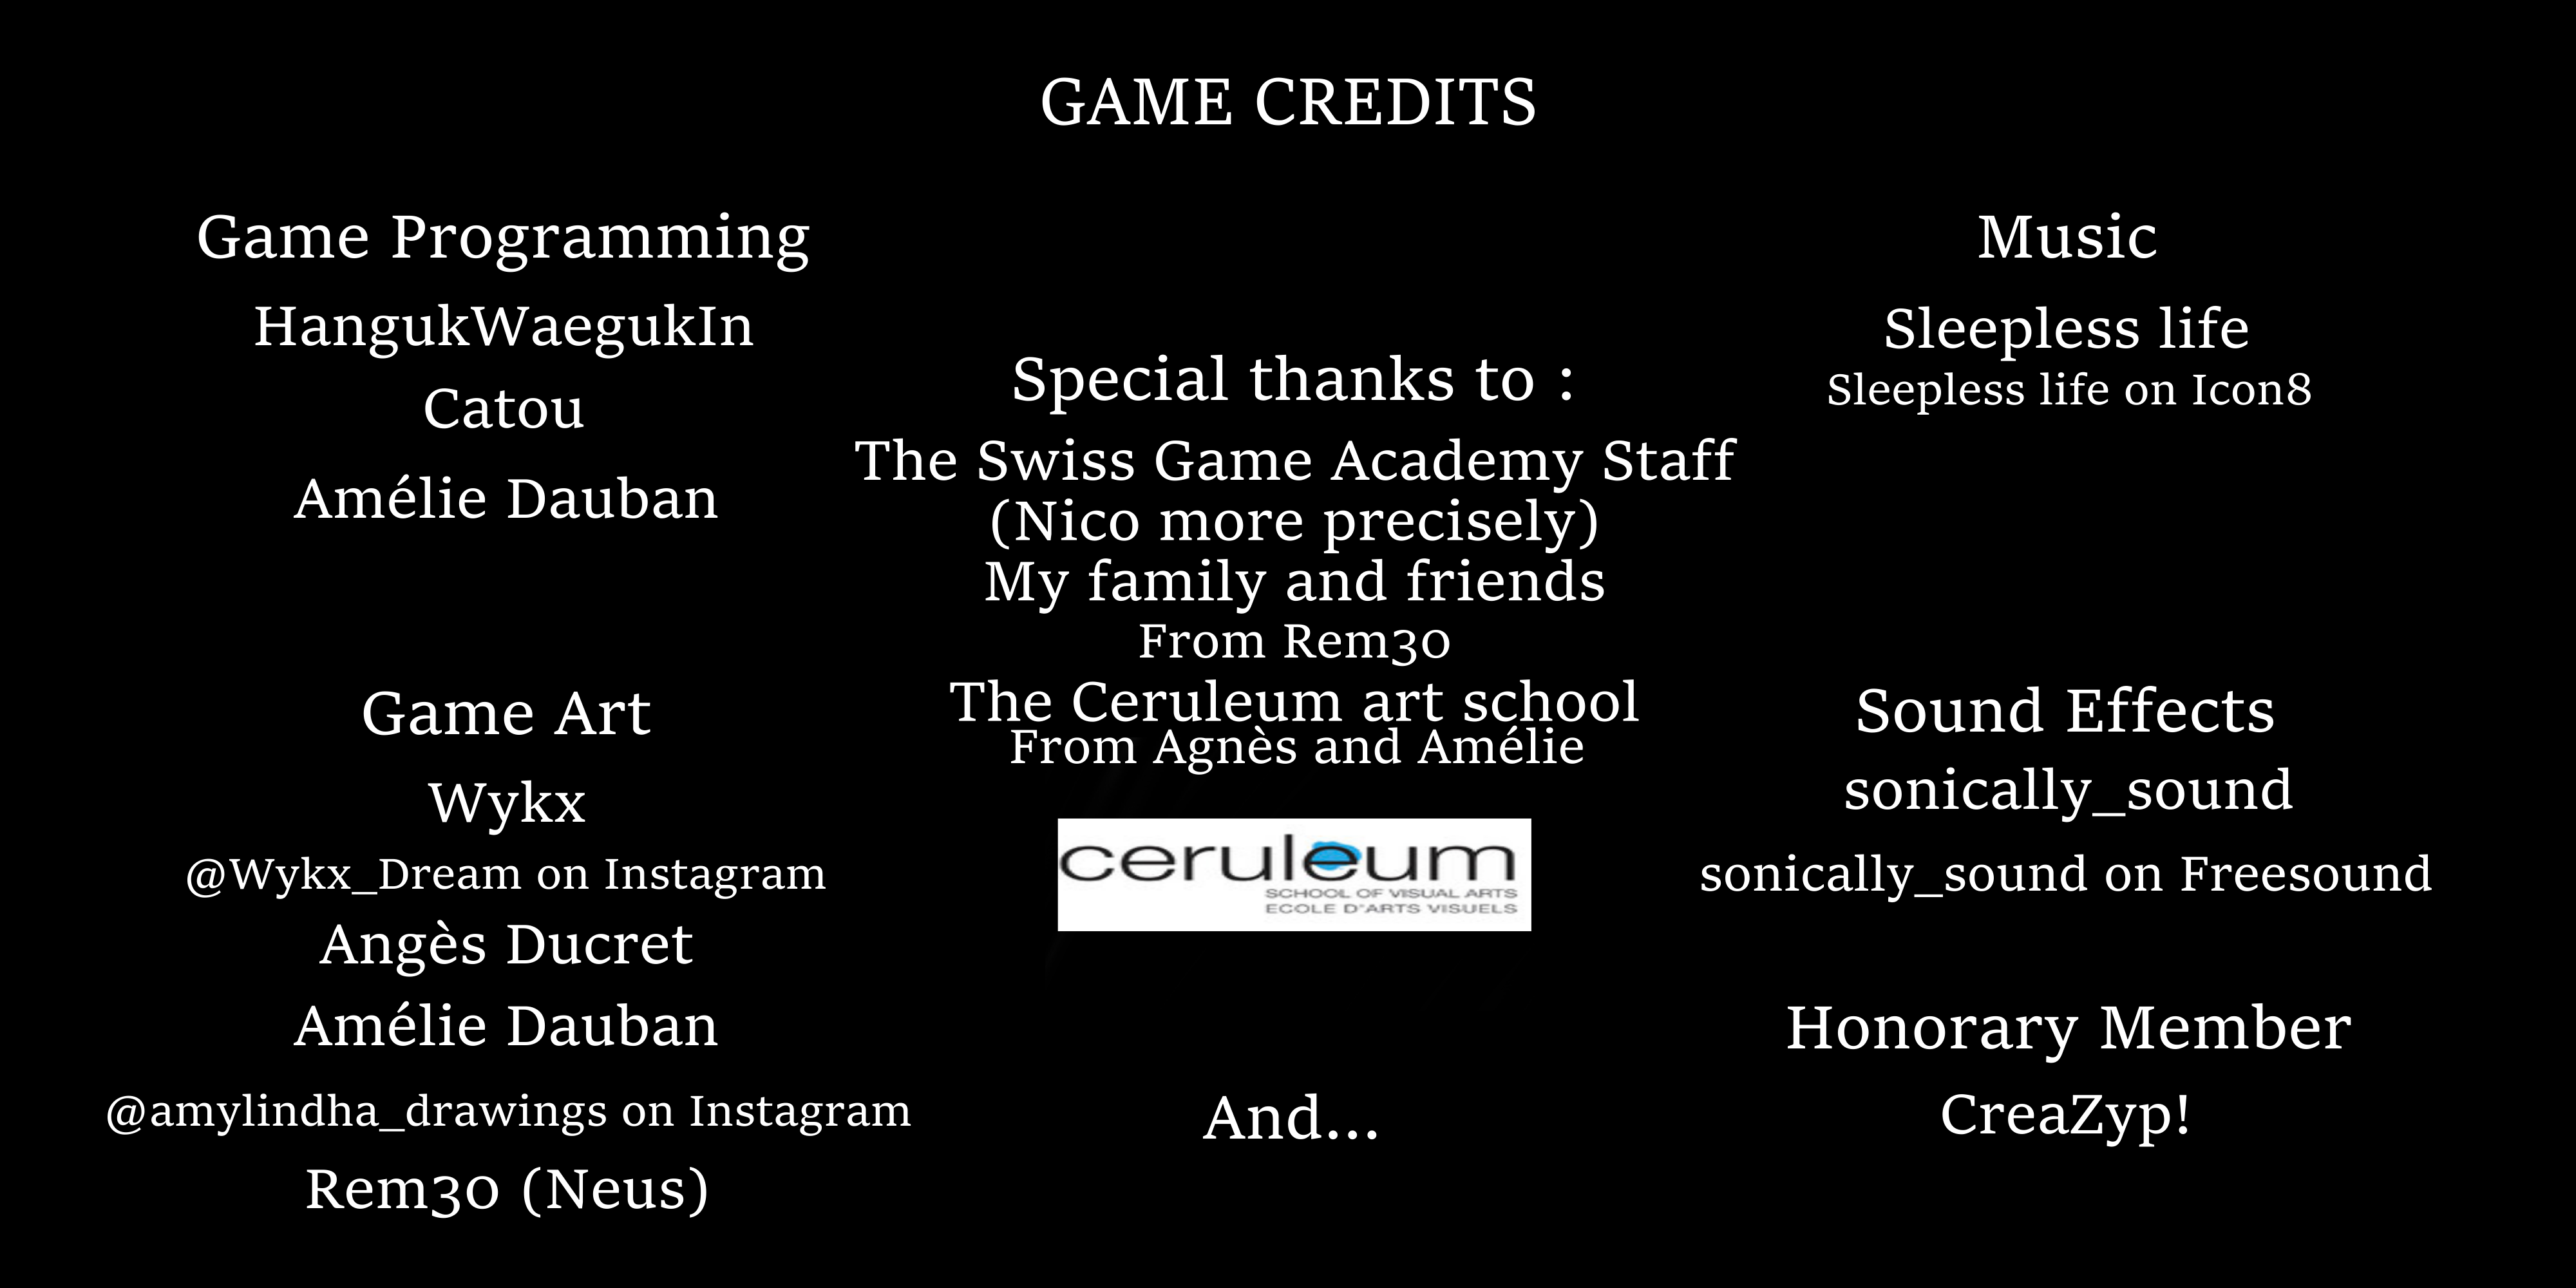 GAME CREDITS
Game Programming
HangukWaegukIn
Catou
Amélie Dauban
Game Art
Wykx
@Wykx_Dream on Instagram
Angès Ducret
Amélie Dauban
@amylindha_drawings on Instagram
Rem30 (Neus)
Special thanks to :
The Swiss Game Academy Staff
(Nico more precisely)
My family and friends
From Rem30
The Ceruleum art school
From Agnès and Amélie
ceruleum
SCHOOL OF VISUAL ARTS
ECOLE D'ARTS VISUELS
And...
Music
Sleepless life
Sleepless life on Icon8
Sound Effects
sonically_sound
sonically_sound on Freesound
Honorary Member
CreaZyp!